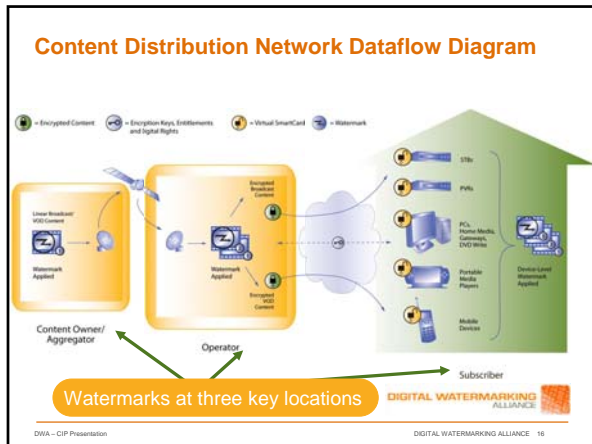 Content Distribution Network Dataflow Diagram
= Encrypted Content
= Encrption Keys, Entitlements
and Digital Rights
= Virtual SmartCard
= Watermark
Linear Broadcast/
VOD Content
Watermark
Applied
Content Owner/
Aggregator
Encrypted
Broadcast
Content
Watermark
Applied
Encrypted
VOD
Content
Operator
STBs
PVRs
PCs,
Home Media,
Gateways,
DVD Write
Portable
Media
Players
Mobile
Devices
Device-Level
Watermark
Applied
Subscriber
Watermarks at three key locations
DIGITAL WATERMARKING
ALLIANCE
DWA – CIP Presentation
DIGITAL WATERMARKING ALLIANCE 16